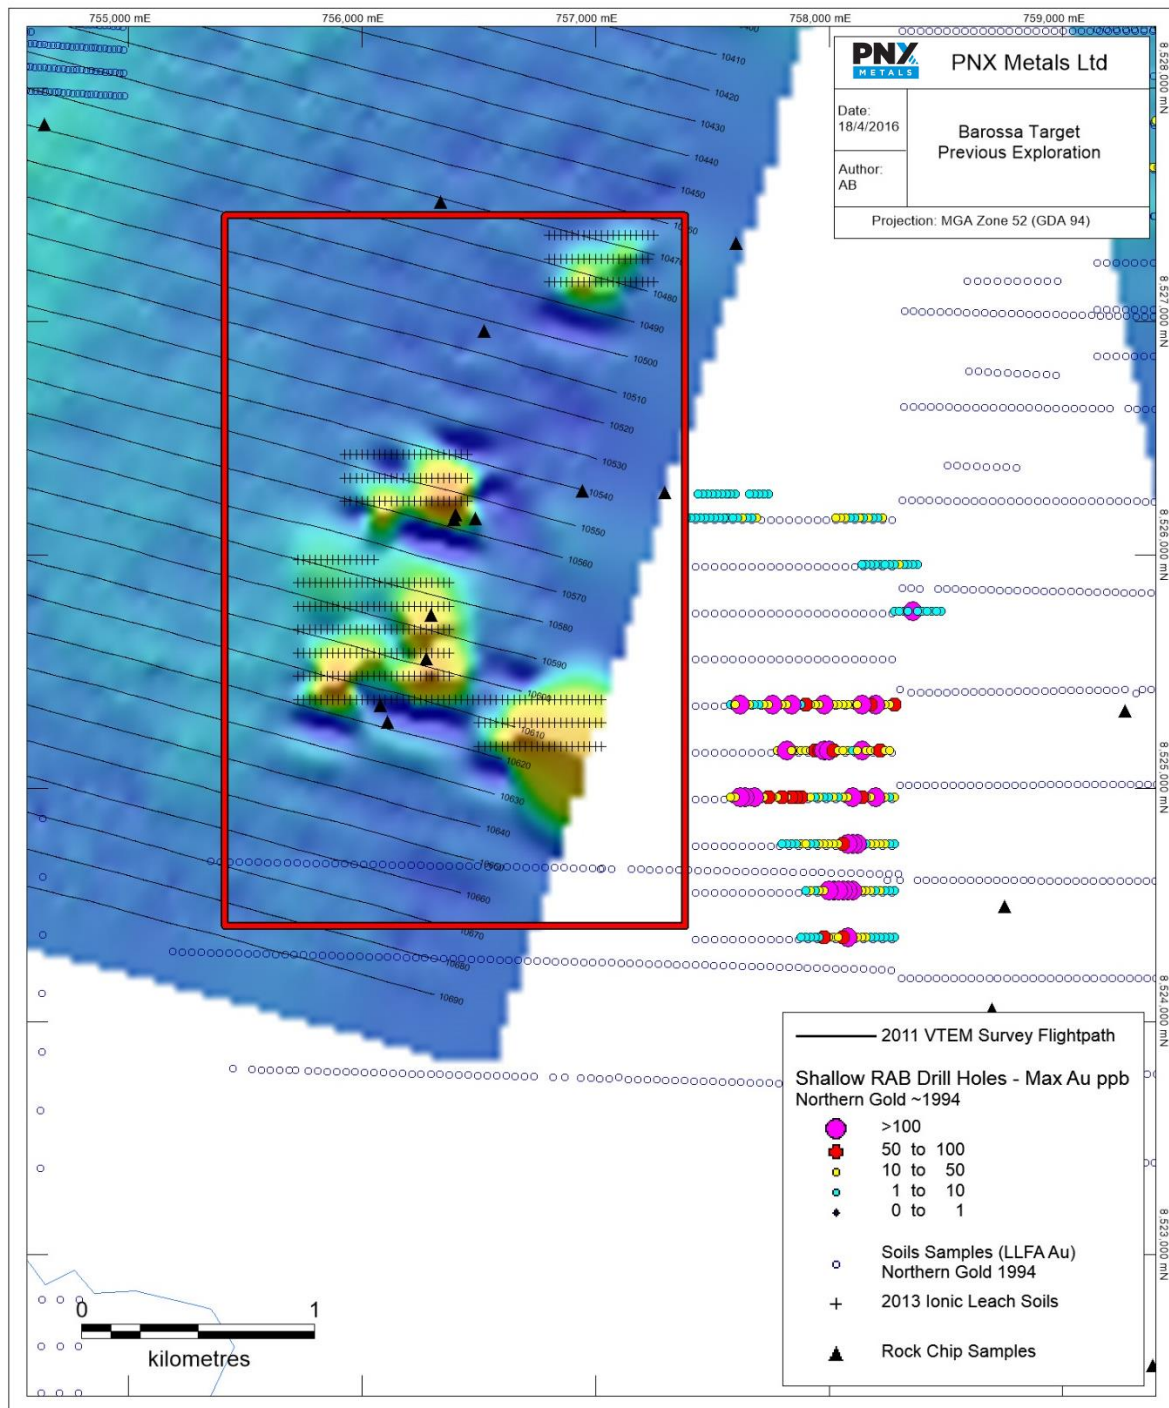 755,000 mE
756,000 mE
757,000 mE
758,000 mE
759,000 mE
8,528,000 mN
8,527,000 mN
8,526,000 mN
8,525,000 mN
8,524,000 mN
8,523,000 mN
PNX
METALS
PNX Metals Ltd
Date:
18/4/2016
Author:
AB
Barossa Target
Previous Exploration
Projection: MGA Zone 52 (GDA 94)
10410
10420
10430
10440
10450
10470
10480
10490
10500
10510
10520
10530
10540
10550
10560
10570
10580
10590
10600
10610
10620
10630
10640
10660
10670
10680
10690
2011 VTEM Survey Flightpath
Shallow RAB Drill Holes - Max Au ppb
Northern Gold ~1994
>100
50 to 100
10 to 50
1 to 10
0 to 1
Soils Samples (LLFA Au)
Northern Gold 1994
2013 Ionic Leach Soils
Rock Chip Samples
0 1
kilometres